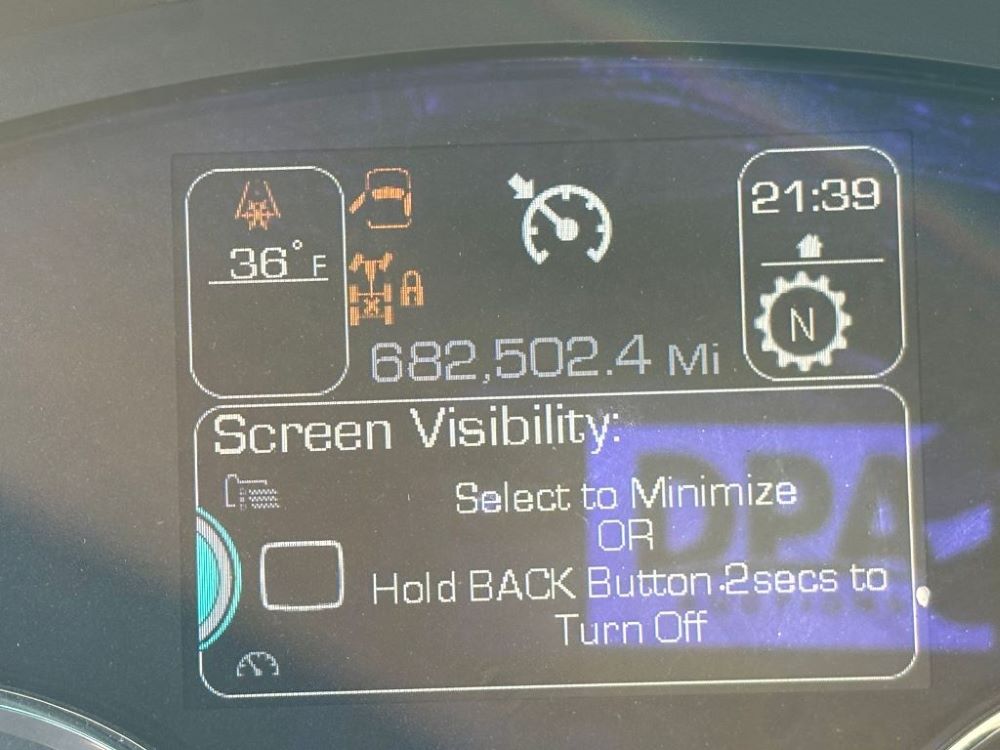 36° F
21:39
N
682,502.4 Mi
Screen Visibility:
Select to Minimize
OR
Hold BACK Button 2secs to
Turn Off
DPA